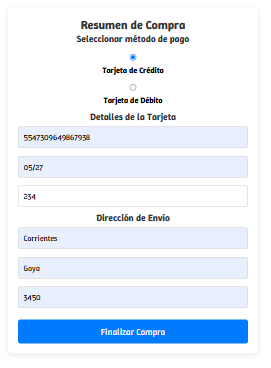 Resumen de Compra
Seleccionar método de pago
Tarjeta de Crédito
Tarjeta de Débito
Detalles de la Tarjeta
5547309649867938
05/27
234
Dirección de Envío
Corrientes
Goya
3450
Finalizar Compra